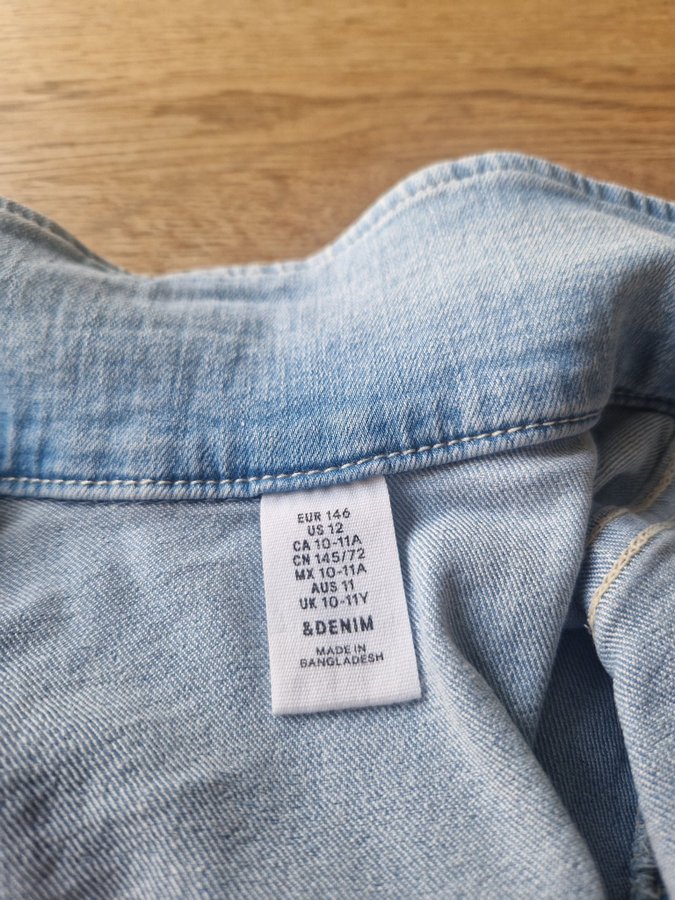 EUR 146
US 12
CA 10-11A
CN 145/72
MX 10-11A
AUS 11
UK 10-11Y
&DENIM
MADE IN
BANGLADESH